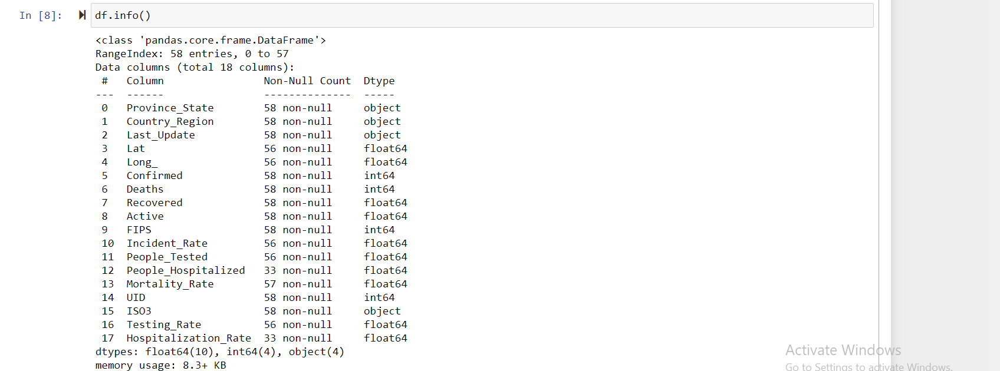 In [8]: df.info()
<class 'pandas.core.frame.DataFrame'>
RangeIndex: 58 entries, 0 to 57
Data columns (total 18 columns):
 #   Column                Non-Null Count  Dtype
---  ------                --------------  -----
 0   Province_State        58 non-null     object
 1   Country_Region        58 non-null     object
 2   Last_Update           58 non-null     object
 3   Lat                   56 non-null     float64
 4   Long_                 56 non-null     float64
 5   Confirmed             58 non-null     int64
 6   Deaths                58 non-null     int64
 7   Recovered             58 non-null     float64
 8   Active                58 non-null     float64
 9   FIPS                  58 non-null     int64
 10  Incident_Rate         56 non-null     float64
 11  People_Tested         56 non-null     float64
 12  People_Hospitalized   33 non-null     float64
 13  Mortality_Rate        57 non-null     float64
 14  UID                   58 non-null     int64
 15  ISO3                  58 non-null     object
 16  Testing_Rate          56 non-null     float64
 17  Hospitalization_Rate  33 non-null     float64
dtypes: float64(10), int64(4), object(4)
memory usage: 8.3+ KB
Activate Windows
Go to Settings to activate Windows.